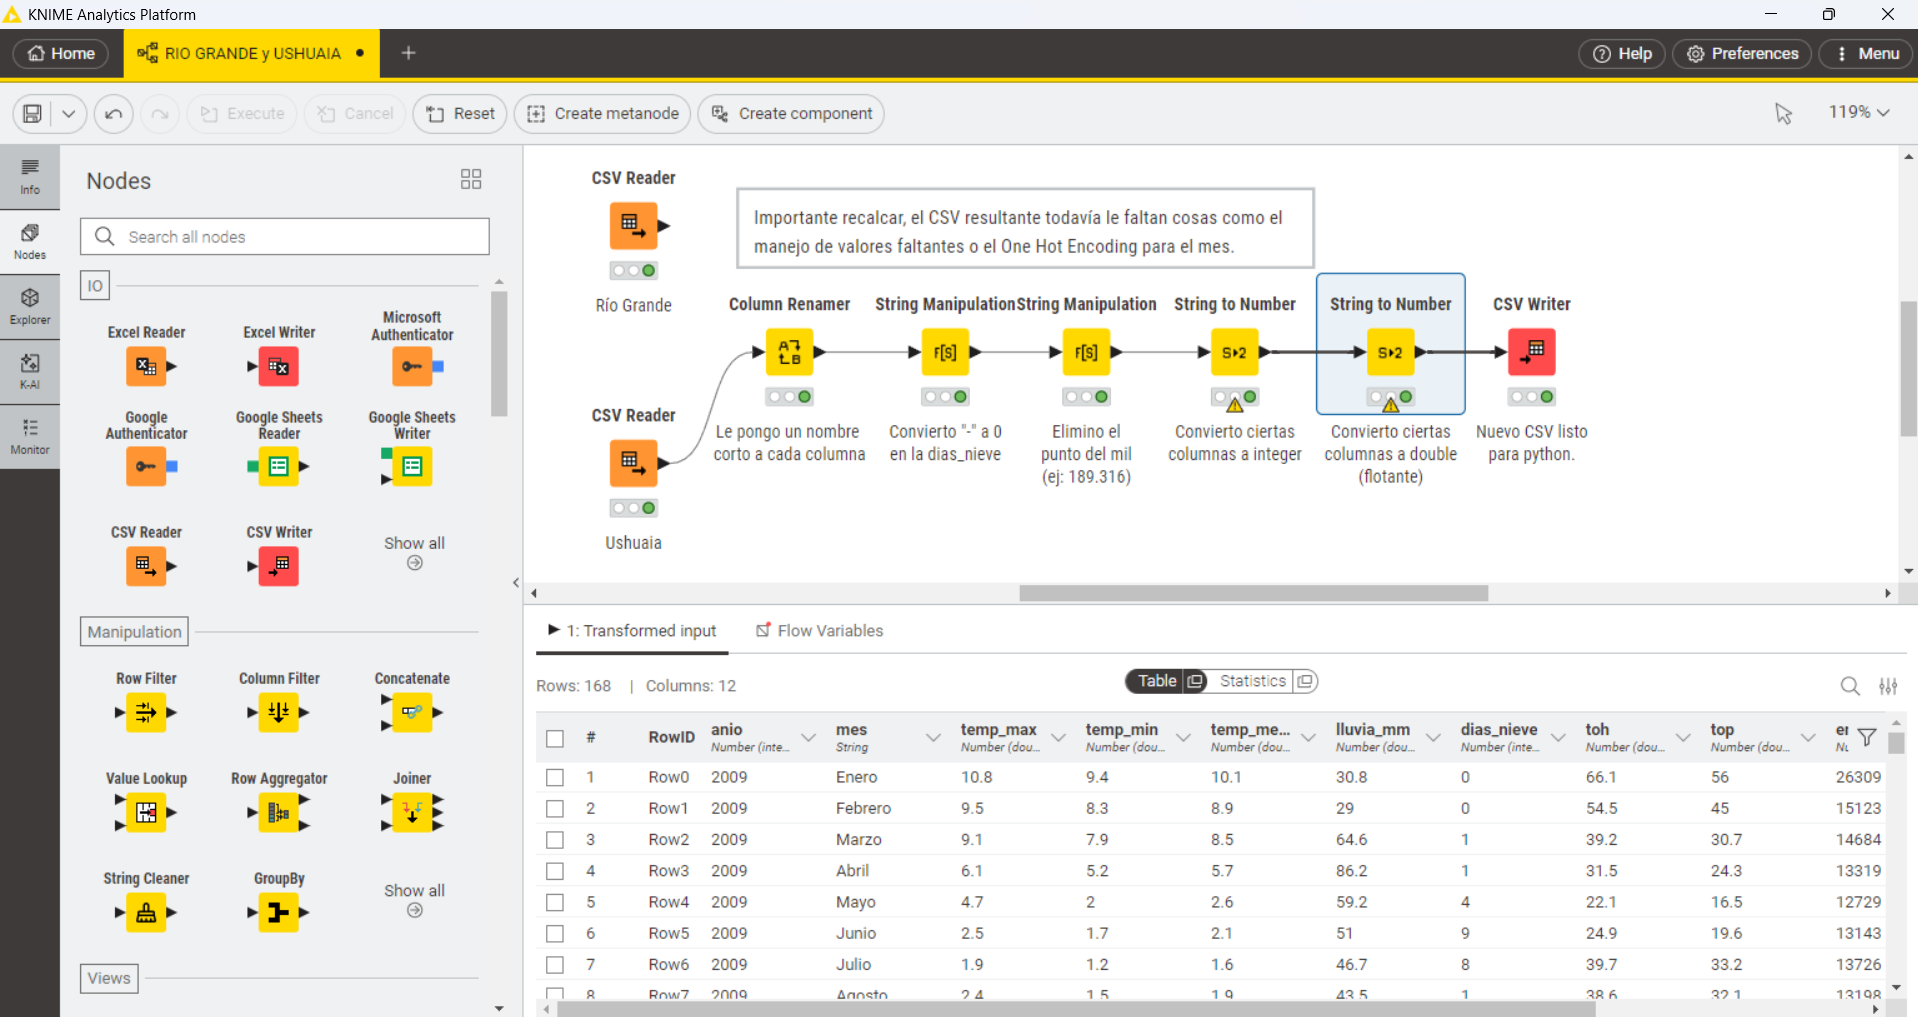 KNIME Analytics Platform
Home
RIO GRANDE y USHUAIA
Help
Preferences
Menu
Execute
Cancel
Reset
Create metanode
Create component
119%
Info
Nodes
Explorer
K-AI
Monitor
Nodes
Search all nodes
IO
Excel Reader
Excel Writer
Microsoft
Authenticator
Google
Authenticator
Google Sheets
Reader
Google Sheets
Writer
CSV Reader
CSV Writer
Show all
Manipulation
Row Filter
Column Filter
Concatenate
Value Lookup
Row Aggregator
Joiner
String Cleaner
GroupBy
Show all
Views
CSV Reader
Río Grande
Importante recalcar, el CSV resultante todavía le faltan cosas como el
manejo de valores faltantes o el One Hot Encoding para el mes.
CSV Reader
Ushuaia
Column Renamer
Le pongo un nombre
corto a cada columna
String Manipulation
F[S]
Convierto "-" a 0
en la dias_nieve
String Manipulation
F[S]
Elimino el
punto del mil
(ej: 189.316)
String to Number
S▸2
Convierto ciertas
columnas a integer
String to Number
S▸2
Convierto ciertas
columnas a double
(flotante)
CSV Writer
Nuevo CSV listo
para python.
1: Transformed input
Flow Variables
Rows: 168 | Columns: 12
Table
Statistics
# RowID anio mes temp_max temp_min temp_me... lluvia_mm dias_nieve toh top
Number (inte... String Number (dou... Number (dou... Number (dou... Number (dou... Number (inte... Number (dou... Number (dou...
1 Row0 2009 Enero 10.8 9.4 10.1 30.8 0 66.1 56 26309
2 Row1 2009 Febrero 9.5 8.3 8.9 29 0 54.5 45 15123
3 Row2 2009 Marzo 9.1 7.9 8.5 64.6 1 39.2 30.7 14684
4 Row3 2009 Abril 6.1 5.2 5.7 86.2 1 31.5 24.3 13319
5 Row4 2009 Mayo 4.7 2 2.6 59.2 4 22.1 16.5 12729
6 Row5 2009 Junio 2.5 1.7 2.1 51 9 24.9 19.6 13143
7 Row6 2009 Julio 1.9 1.2 1.6 46.7 8 39.7 33.2 13726
8 Row7 2009 Agosto 2.4 1.5 1.9 43.5 1 38.6 32.1 13198